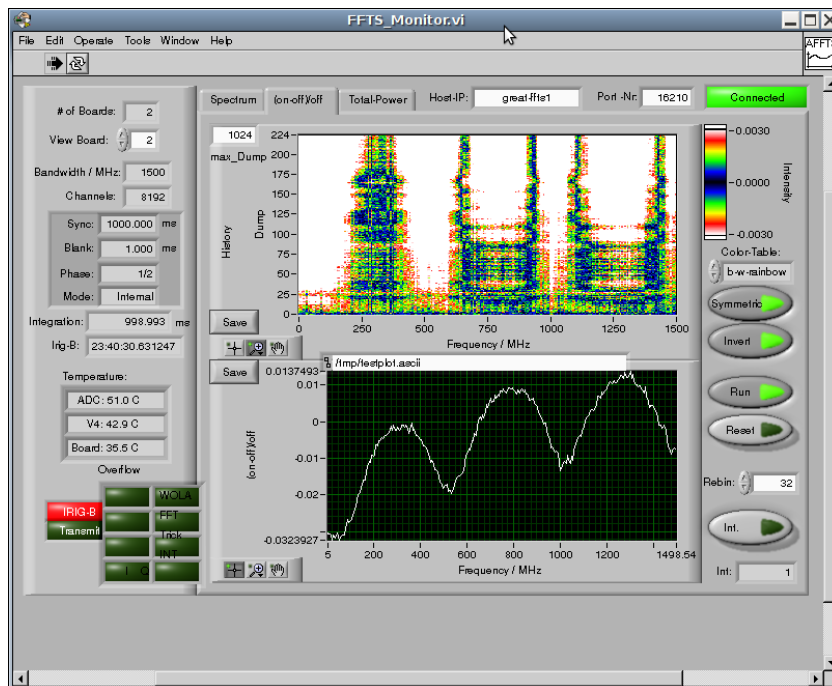 FFTS_Monitor.vi
File Edit Operate Tools Window Help
AFFTS
# of Boards: 2
View Board: 2
Bandwidth / MHz: 1500
Channels: 8192
Sync: 1000.000 ms
Blank: 1.000 ms
Phase: 1/2
Mode: Internal
Integration: 998.993 ms
Irig-B: 23:40:30.631247
Temperature:
ADC: 51.0 C
V4: 42.9 C
Board: 35.5 C
Overflow
IRIG-B
Transmit
WOLA
FFT
Trick
INT
I Q
Spectrum (on-off)/off Total-Power Host-IP: great-ffts1 Port -Nr: 16210 Connected
1024
max_Dump
History
Dump
224
200
175
150
125
100
75
50
25
0
0 250 500 750 1000 1250 1500
Frequency / MHz
Save
0.0030
0.0000
-0.0030
Intensity
Color-Table:
b-w-rainbow
Symmetric
Invert
Run
Reset
Rebin: 32
Int.
Int: 1
Save
/tmp/testplot.ascii
(on-off)/off
0.0137493
0.01
0
-0.01
-0.02
-0.0323927
5 200 400 600 800 1000 1200 1498.54
Frequency / MHz